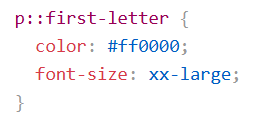 p::first-letter {
  color: #ff0000;
  font-size: xx-large;
}